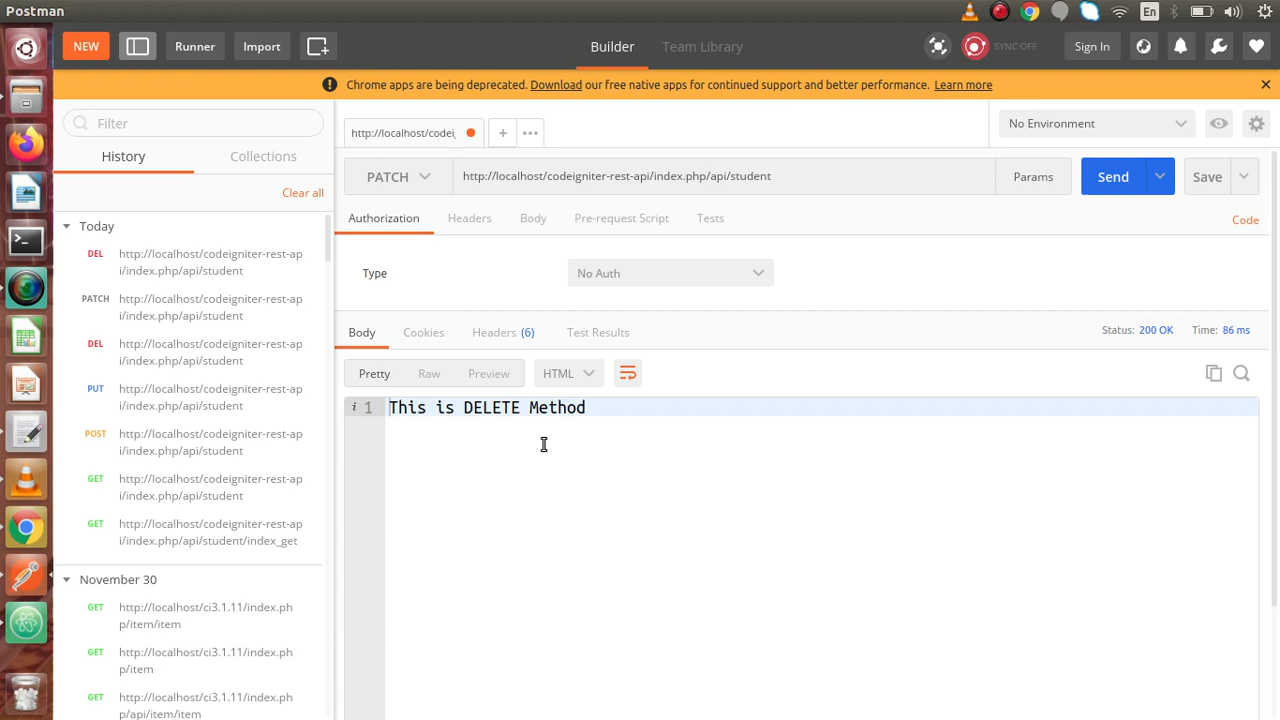 Postman
En
NEW
Runner
Import
Builder
Team Library
SYNC OFF
Sign In
Chrome apps are being deprecated. Download our free native apps for continued support and better performance. Learn more
Filter
History
Collections
Clear all
Today
DEL http://localhost/codeigniter-rest-ap
i/index.php/api/student
PATCH http://localhost/codeigniter-rest-ap
i/index.php/api/student
DEL http://localhost/codeigniter-rest-ap
i/index.php/api/student
PUT http://localhost/codeigniter-rest-ap
i/index.php/api/student
POST http://localhost/codeigniter-rest-ap
i/index.php/api/student
GET http://localhost/codeigniter-rest-ap
i/index.php/api/student
GET http://localhost/codeigniter-rest-ap
i/index.php/api/student/index_get
November 30
GET http://localhost/ci3.1.11/index.ph
p/item/item
GET http://localhost/ci3.1.11/index.ph
p/item
GET http://localhost/ci3.1.11/index.ph
p/api/item/item
http://localhost/codei
No Environment
PATCH
http://localhost/codeigniter-rest-api/index.php/api/student
Params
Send
Save
Authorization
Headers
Body
Pre-request Script
Tests
Code
Type
No Auth
Body
Cookies
Headers (6)
Test Results
Status: 200 OK
Time: 86 ms
Pretty
Raw
Preview
HTML
i 1 This is DELETE Method